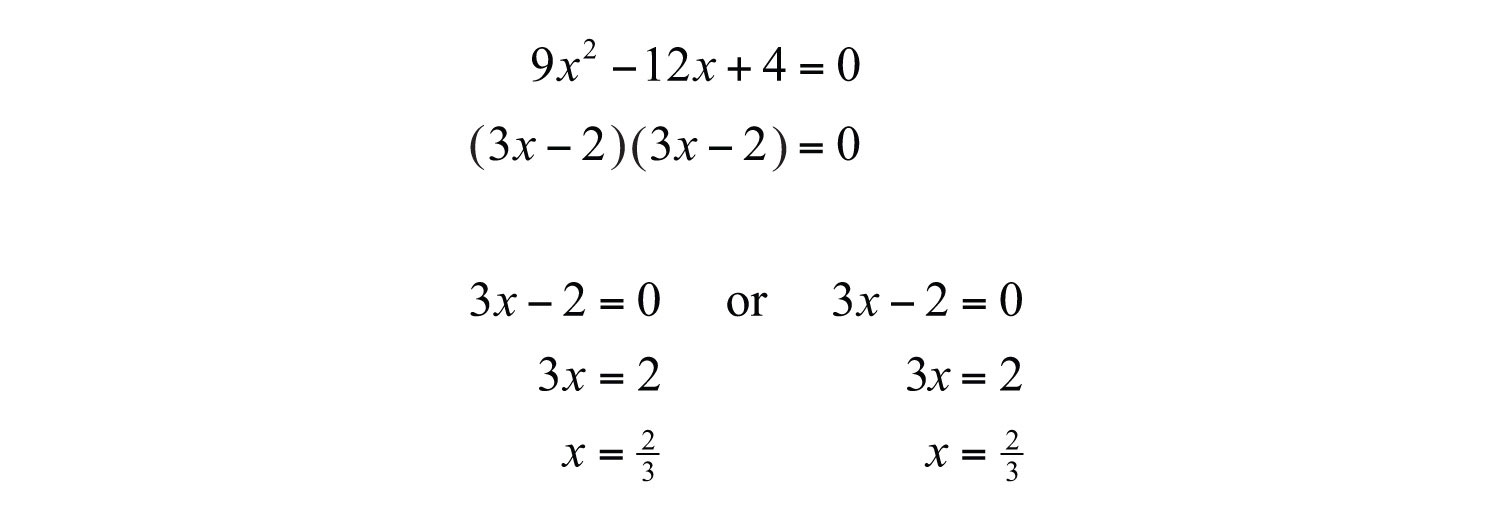 9x² − 12x + 4 = 0
(3x − 2)(3x − 2) = 0
3x − 2 = 0 or 3x − 2 = 0
3x = 2 3x = 2
x = 2/3 x = 2/3